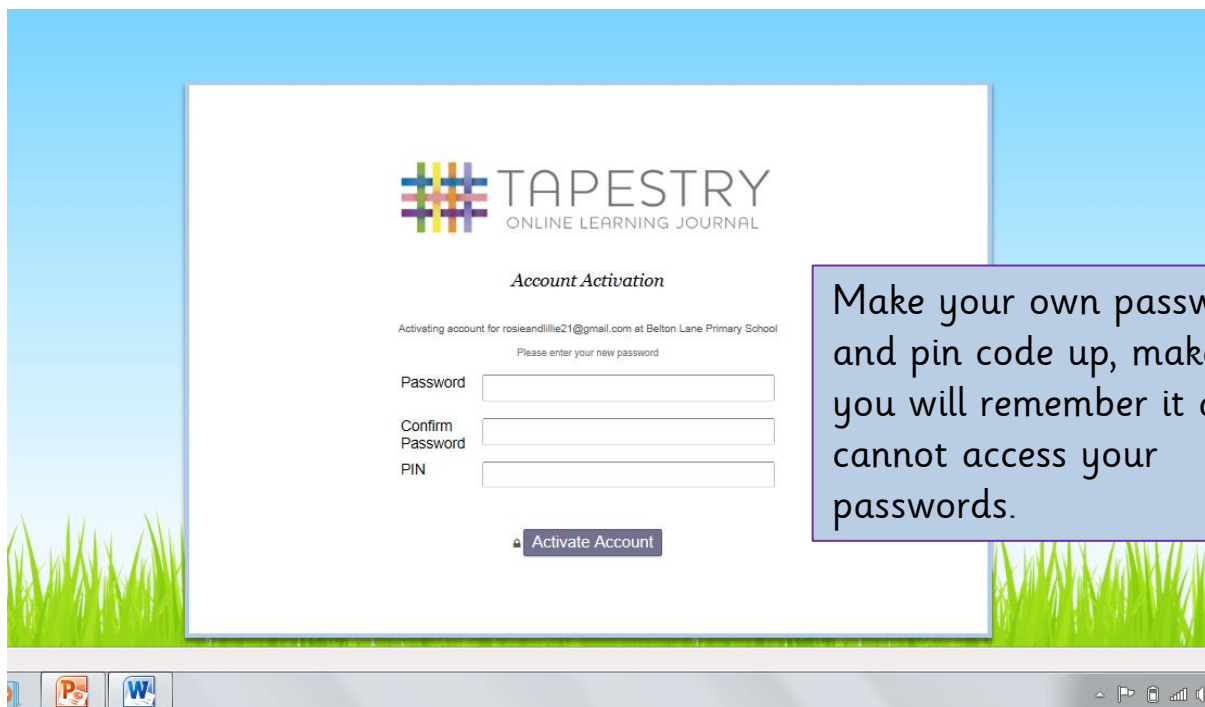 TAPESTRY
ONLINE LEARNING JOURNAL
Account Activation
Activating account for rosieandlillie21@gmail.com at Belton Lane Primary School
Please enter your new password
Password
Confirm
Password
PIN
Activate Account
Make your own passw
and pin code up, make
you will remember it
cannot access your
passwords.